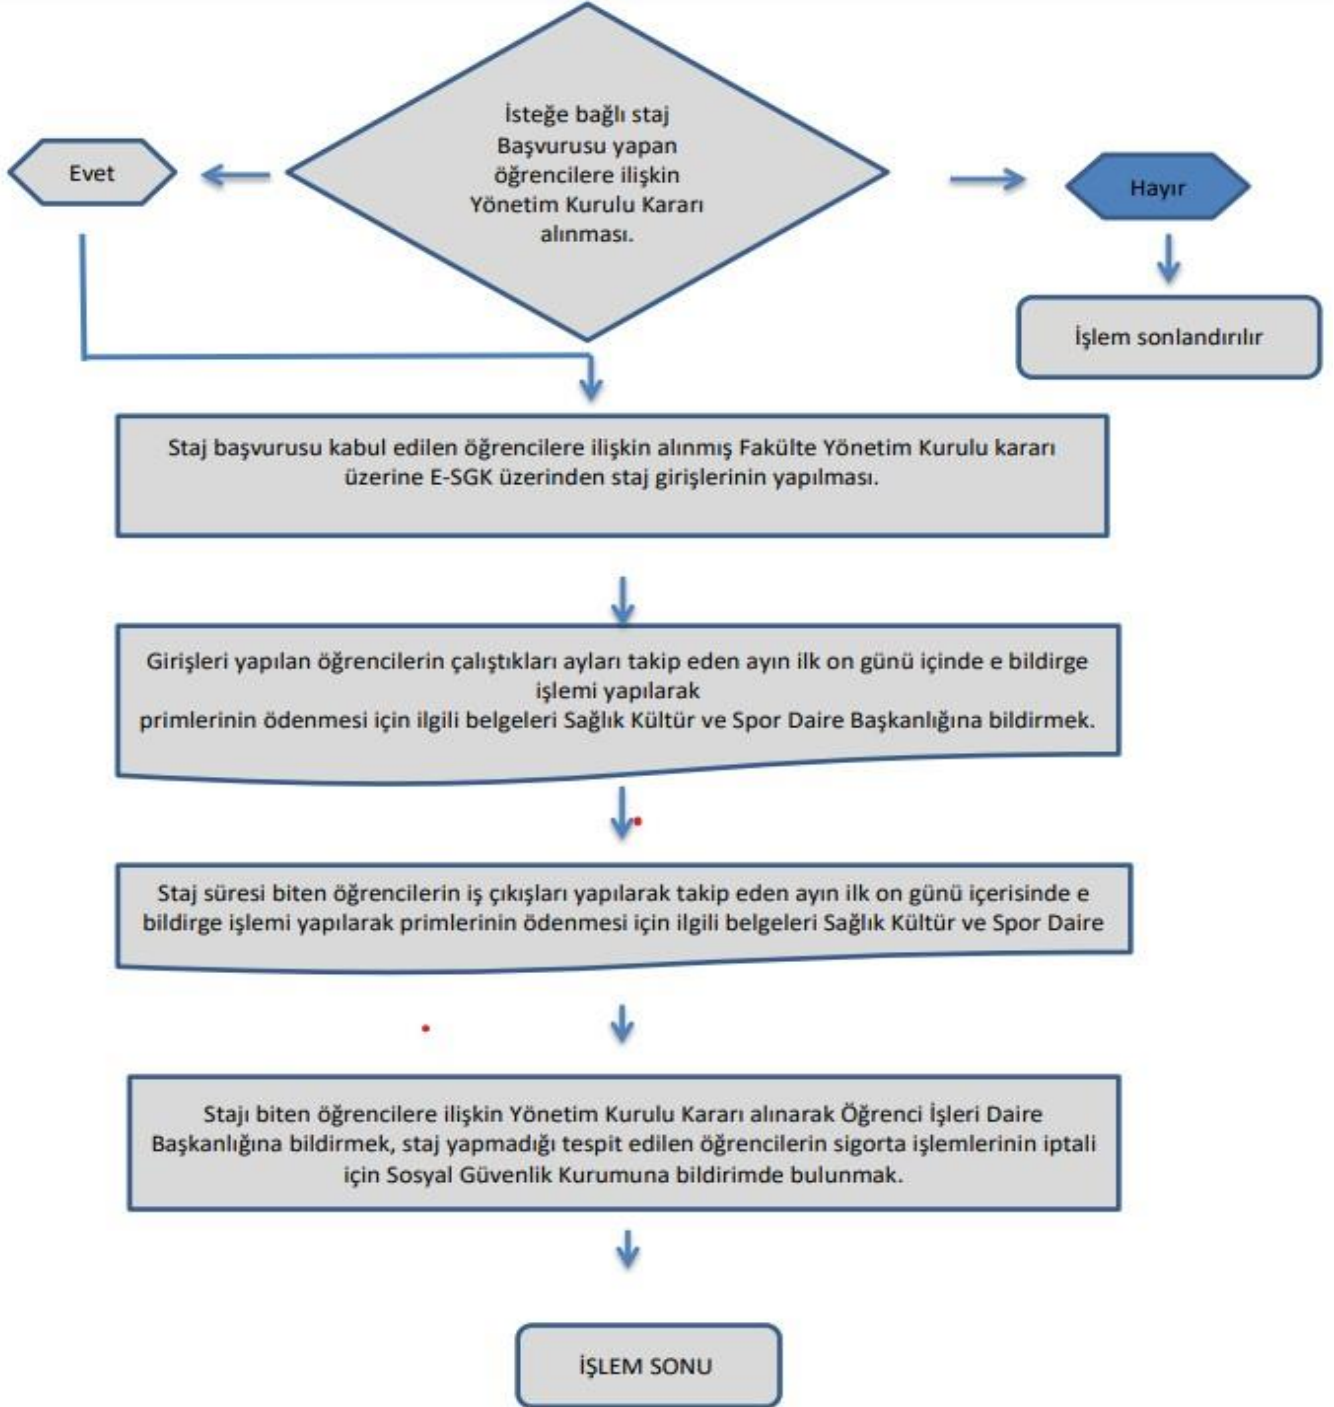 İsteğe bağlı staj
Başvurusu yapan
öğrencilere ilişkin
Yönetim Kurulu Kararı
alınması.
Evet
Hayır
İşlem sonlandırılır
Staj başvurusu kabul edilen öğrencilere ilişkin alınmış Fakülte Yönetim Kurulu kararı
üzerine E-SGK üzerinden staj girişlerinin yapılması.
Girişleri yapılan öğrencilerin çalıştıkları ayları takip eden ayın ilk on günü içinde e bildirge
işlemi yapılarak
primlerinin ödenmesi için ilgili belgeleri Sağlık Kültür ve Spor Daire Başkanlığına bildirmek.
Staj süresi biten öğrencilerin iş çıkışları yapılarak takip eden ayın ilk on günü içerisinde e
bildirge işlemi yapılarak primlerinin ödenmesi için ilgili belgeleri Sağlık Kültür ve Spor Daire
Stajı biten öğrencilere ilişkin Yönetim Kurulu Kararı alınarak Öğrenci İşleri Daire
Başkanlığına bildirmek, staj yapmadığı tespit edilen öğrencilerin sigorta işlemlerinin iptali
için Sosyal Güvenlik Kurumuna bildirimde bulunmak.
İŞLEM SONU